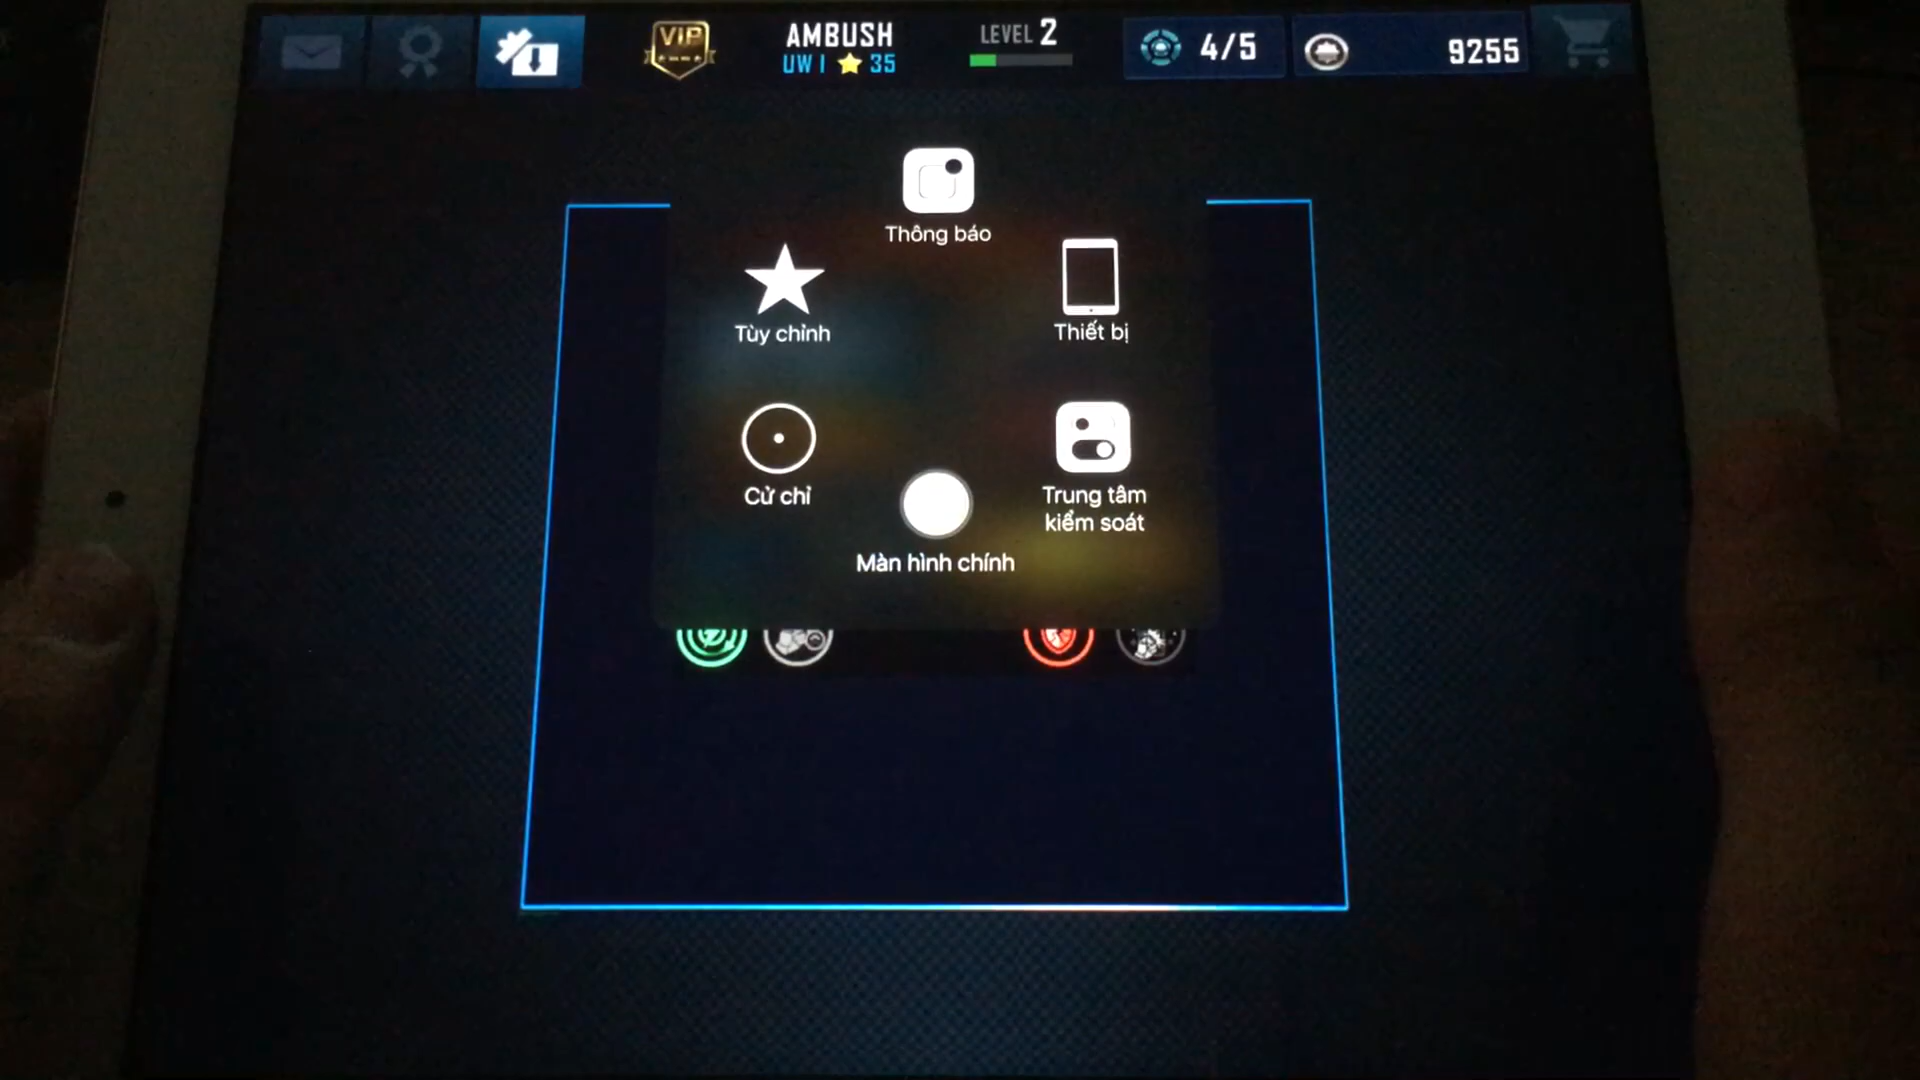 VIP
AMBUSH
UW I 35
LEVEL 2
4/5
9255
Thông báo
Tùy chỉnh
Thiết bị
Cử chỉ
Trung tâm
kiểm soát
Màn hình chính